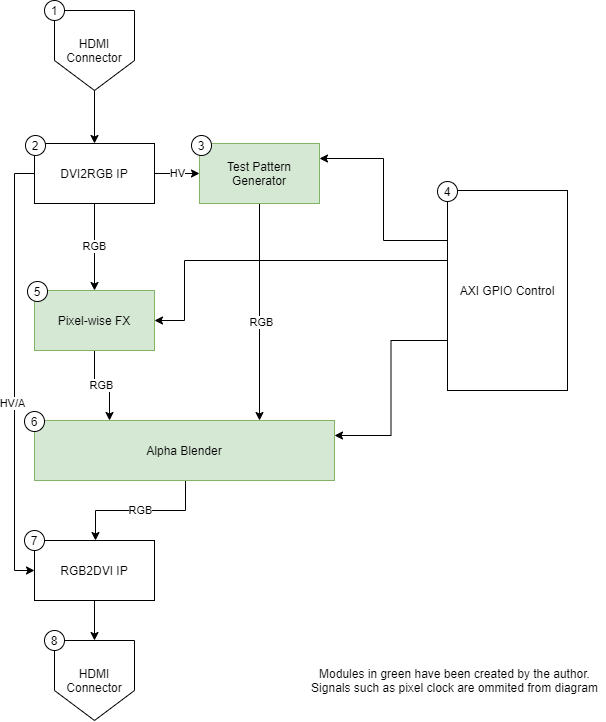 1
HDMI
Connector
2
DVI2RGB IP
HV
3
Test Pattern
Generator
4
AXI GPIO Control
RGB
5
Pixel-wise FX
RGB
RGB
HV/A
6
Alpha Blender
RGB
7
RGB2DVI IP
8
HDMI
Connector
Modules in green have been created by the author.
Signals such as pixel clock are ommited from diagram